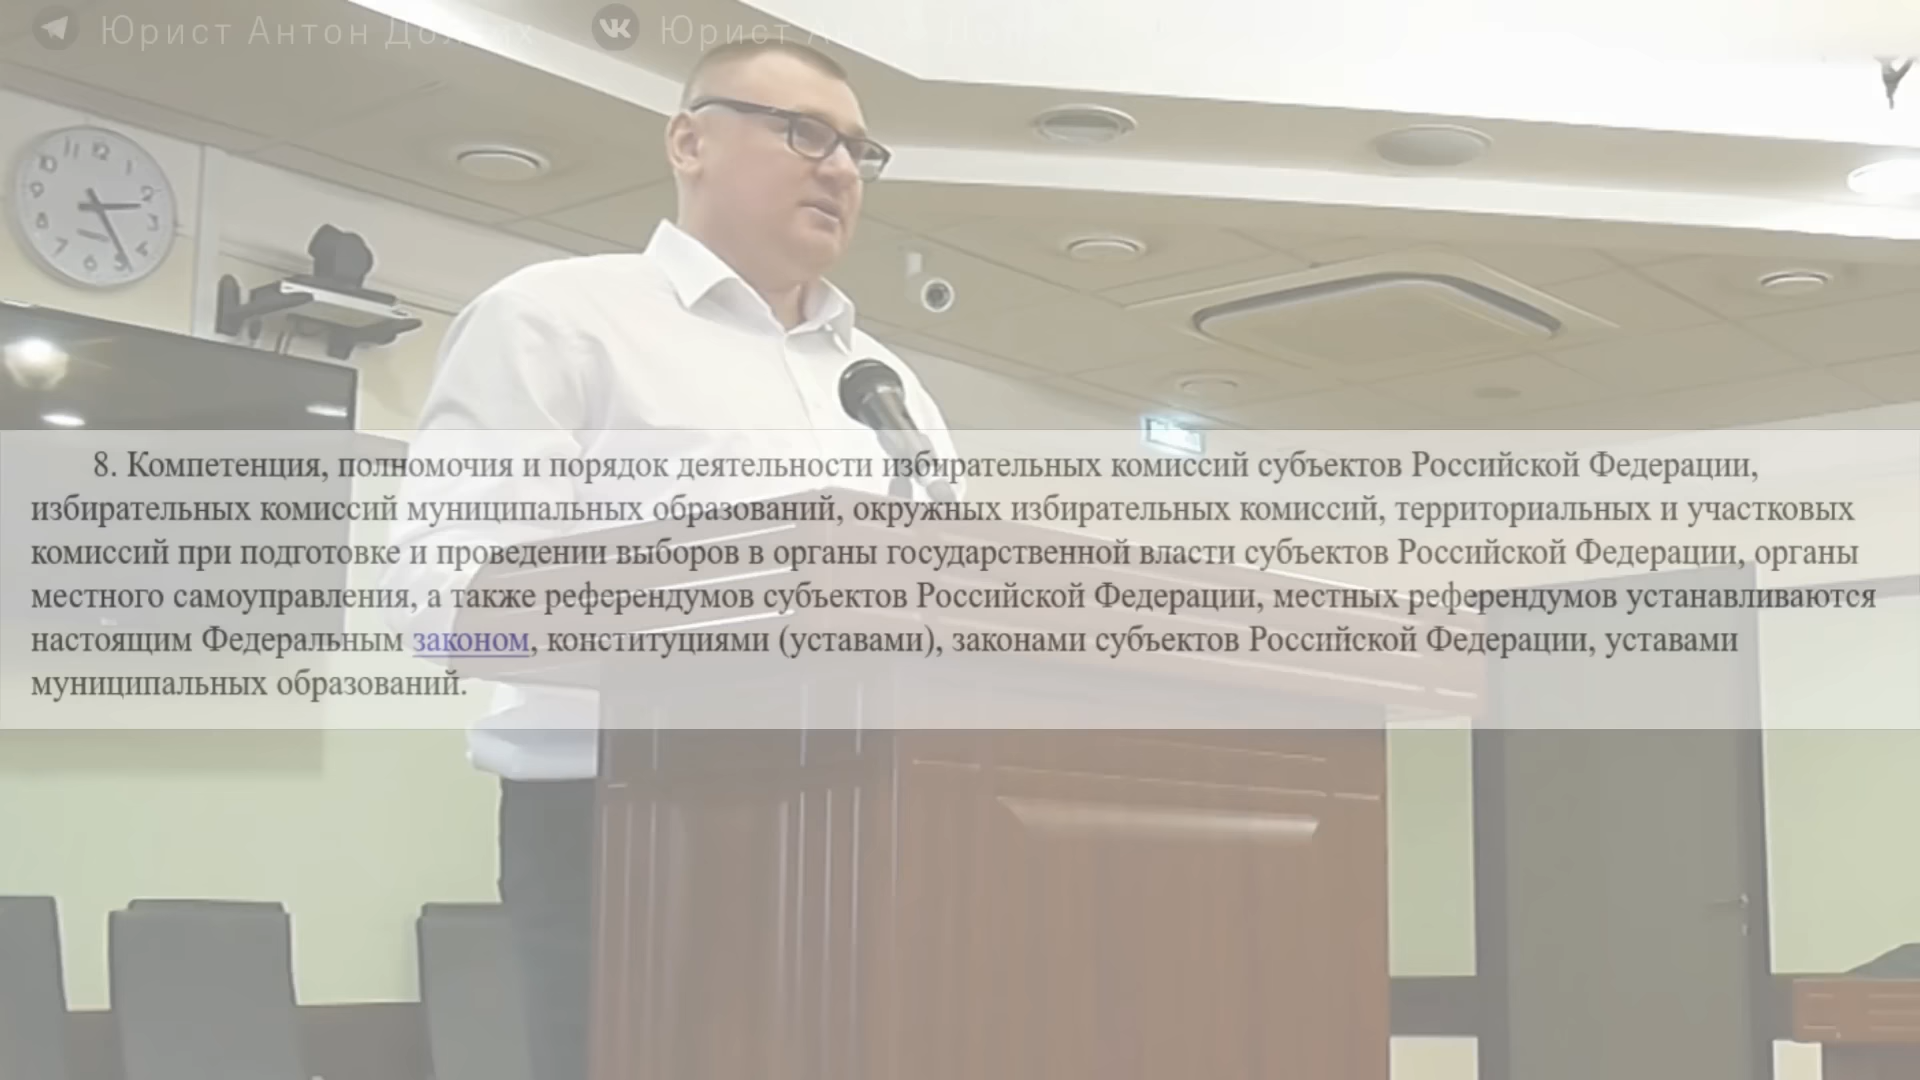 Юрист Антон Долгих
Юрист
8. Компетенция, полномочия и порядок деятельности избирательных комиссий субъектов Российской Федерации,
избирательных комиссий муниципальных образований, окружных избирательных комиссий, территориальных и участковых
комиссий при подготовке и проведении выборов в органы государственной власти субъектов Российской Федерации, органы
местного самоуправления, а также референдумов субъектов Российской Федерации, местных референдумов устанавливаются
настоящим Федеральным законом, конституциями (уставами), законами субъектов Российской Федерации, уставами
муниципальных образований.